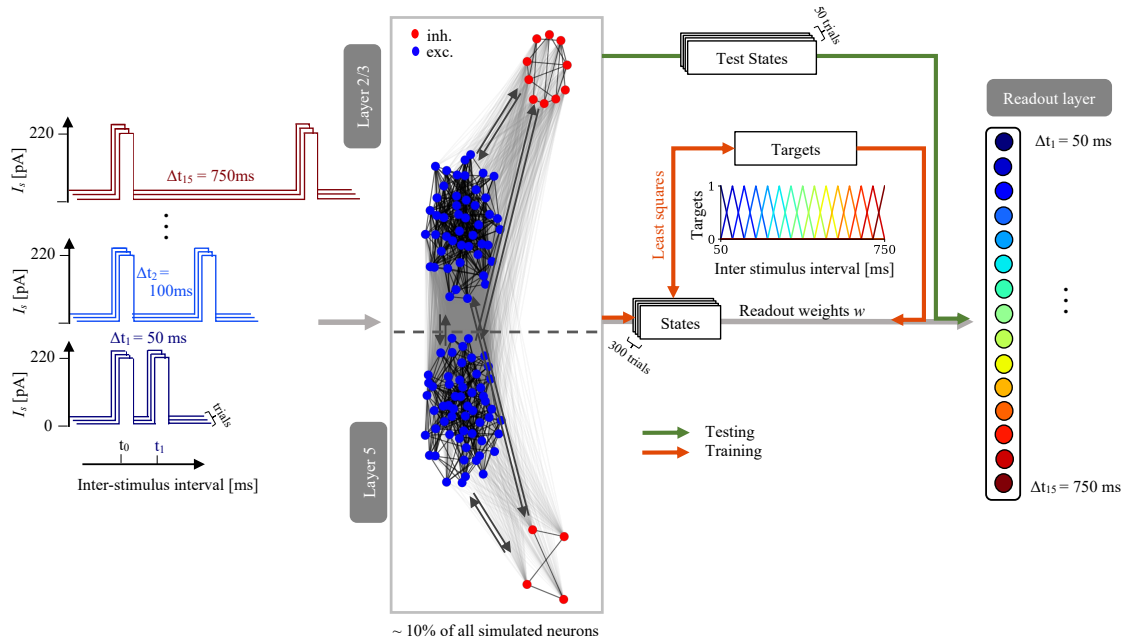 220
I_s [pA]
Δt₁₅ = 750ms
220
I_s [pA]
Δt₂ =
100ms
Δt₁ = 50 ms
220
I_s [pA]
0
trials
t₀
t₁
Inter-stimulus interval [ms]
Layer 2/3
Layer 5
inh.
exc.
~ 10% of all simulated neurons
50 trials
Test States
Targets
Least squares
Targets
1
0
50
750
Inter stimulus interval [ms]
States
300 trials
Readout weights w
Testing
Training
Readout layer
Δt₁ = 50 ms
Δt₁₅ = 750 ms